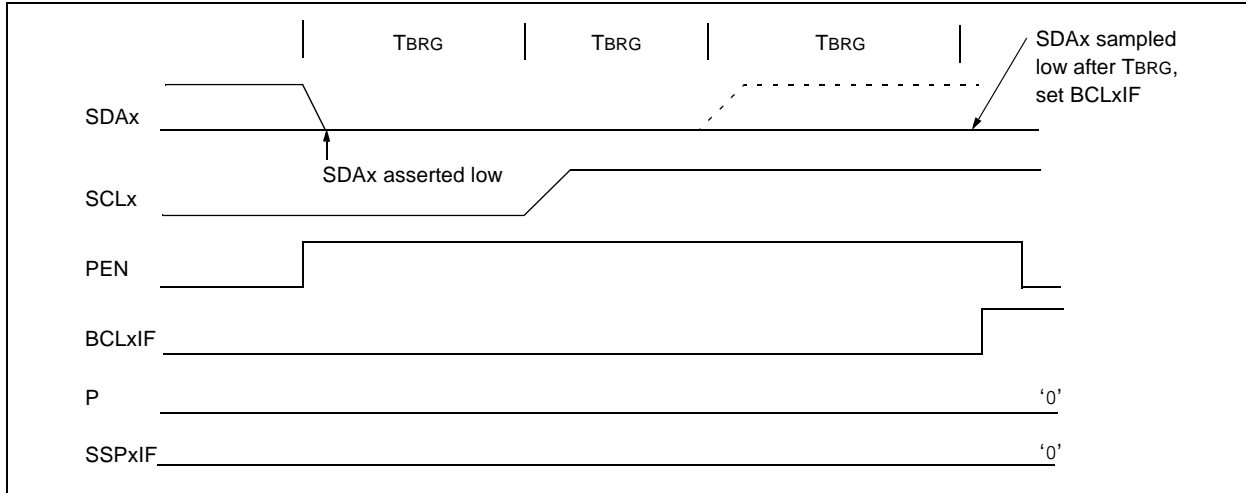 TBRG TBRG TBRG
SDAx sampled
low after TBRG,
set BCLxIF
SDAx
SDAx asserted low
SCLx
PEN
BCLxIF
P '0'
SSPxIF '0'